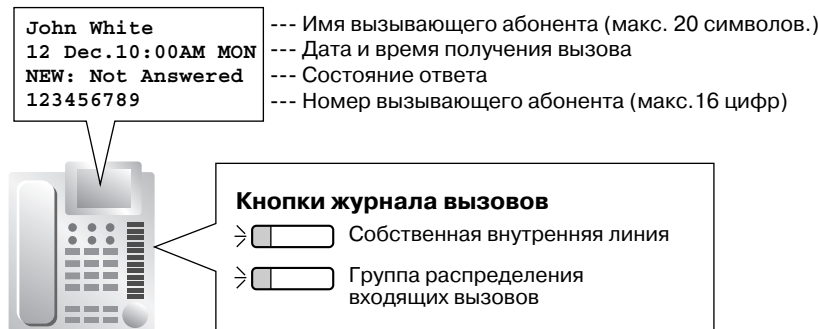 John White --- Имя вызывающего абонента (макс. 20 символов.)
12 Dec.10:00AM MON --- Дата и время получения вызова
NEW: Not Answered --- Состояние ответа
123456789 --- Номер вызывающего абонента (макс.16 цифр)
Кнопки журнала вызовов
Собственная внутренняя линия
Группа распределения
входящих вызовов